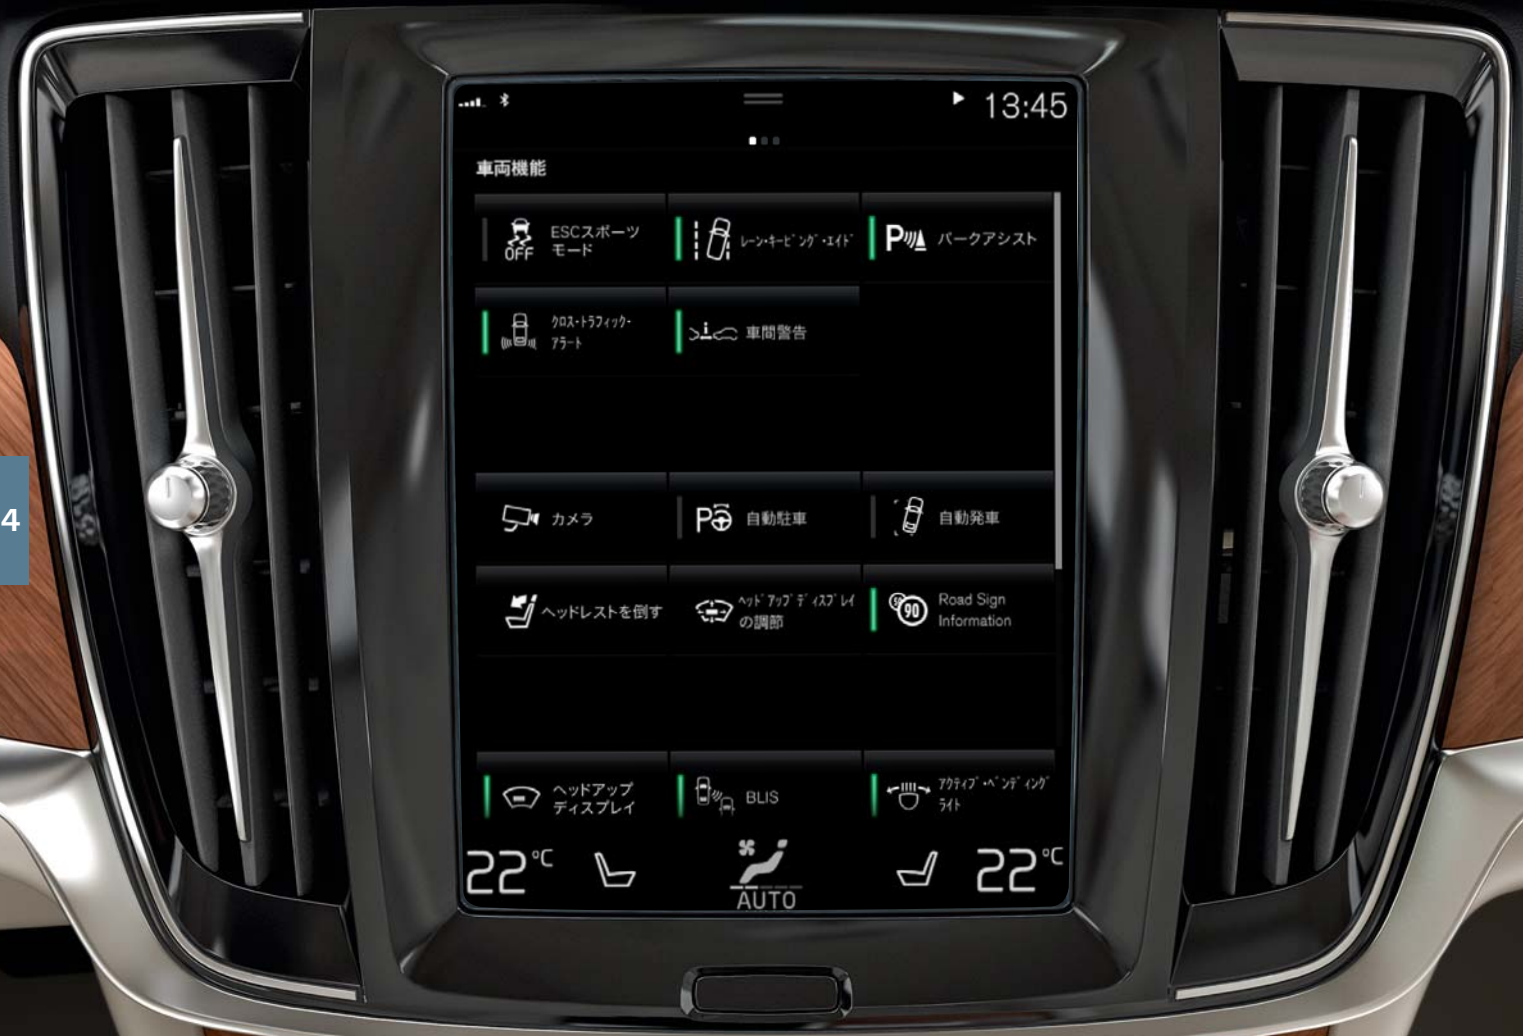 13:45
車両機能
OFF
ESCスポーツ
モード
レーン・キーピング・エイド
P
パークアシスト
クロス・トラフィック・
アラート
車間警告
カメラ
P
自動駐車
自動発車
ヘッドレストを倒す
ヘッドアップディスプレイ
の調節
90
Road Sign
Information
4
ヘッドアップ
ディスプレイ
BLIS
アクティブ・ベンディング
ライト
22°C
AUTO
22°C